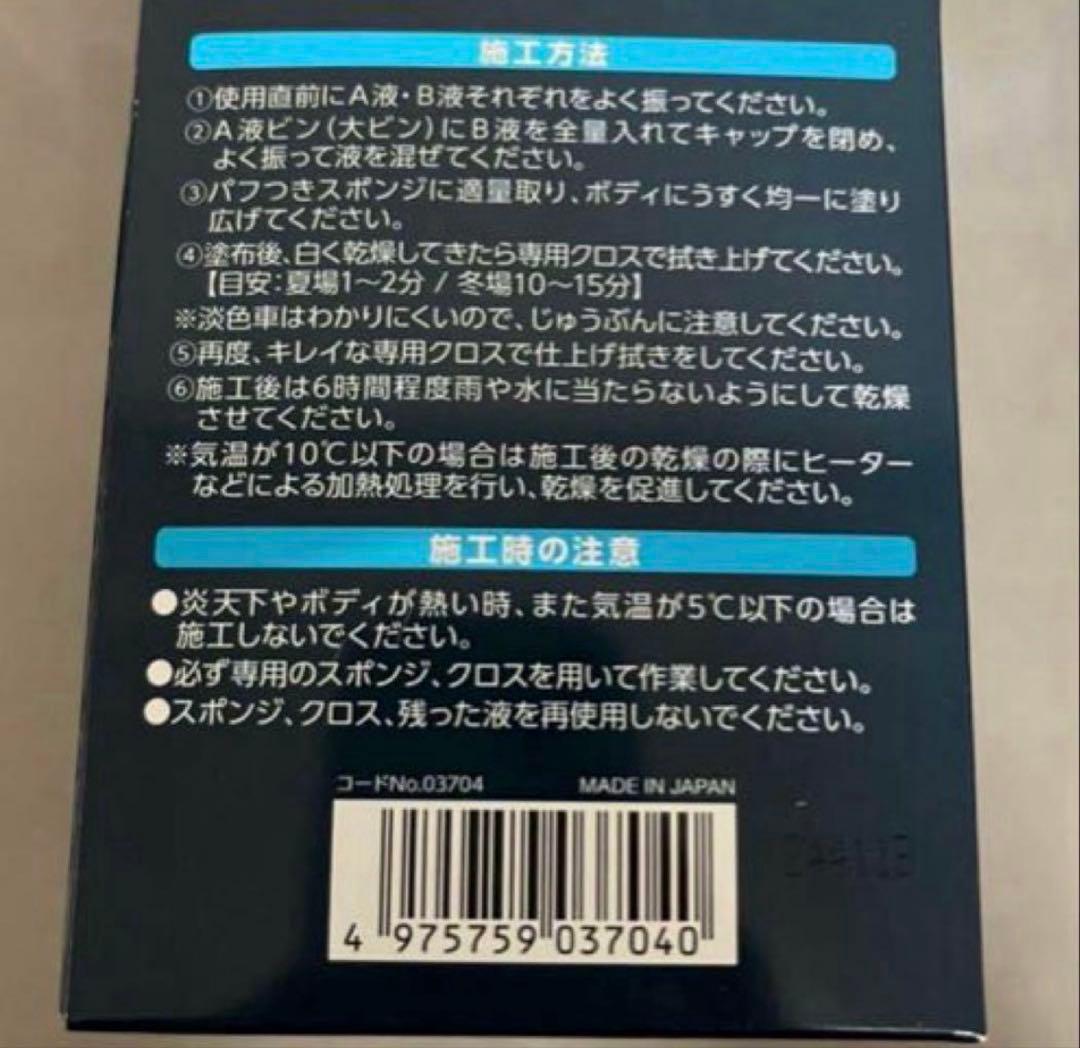 施工方法
①使用直前にA液・B液それぞれをよく振ってください。
②A液ビン(大ビン)にB液を全量入れてキャップを閉め、
よく振って液を混ぜてください。
③パフつきスポンジに適量取り、ボディにうすく均一に塗り
広げてください。
④塗布後、白く乾燥してきたら専用クロスで拭き上げてください。
【目安:夏場1〜2分 / 冬場10〜15分】
※淡色車はわかりにくいので、じゅうぶんに注意してください。
⑤再度、キレイな専用クロスで仕上げ拭きをしてください。
⑥施工後は6時間程度雨や水に当たらないようにして乾燥
させてください。
※気温が10℃以下の場合は施工後の乾燥の際にヒーター
などによる加熱処理を行い、乾燥を促進してください。
施工時の注意
●炎天下やボディが熱い時、また気温が5℃以下の場合は
施工しないでください。
●必ず専用のスポンジ、クロスを用いて作業してください。
●スポンジ、クロス、残った液を再使用しないでください。
コードNo.03704 MADE IN JAPAN
4 975759 037040